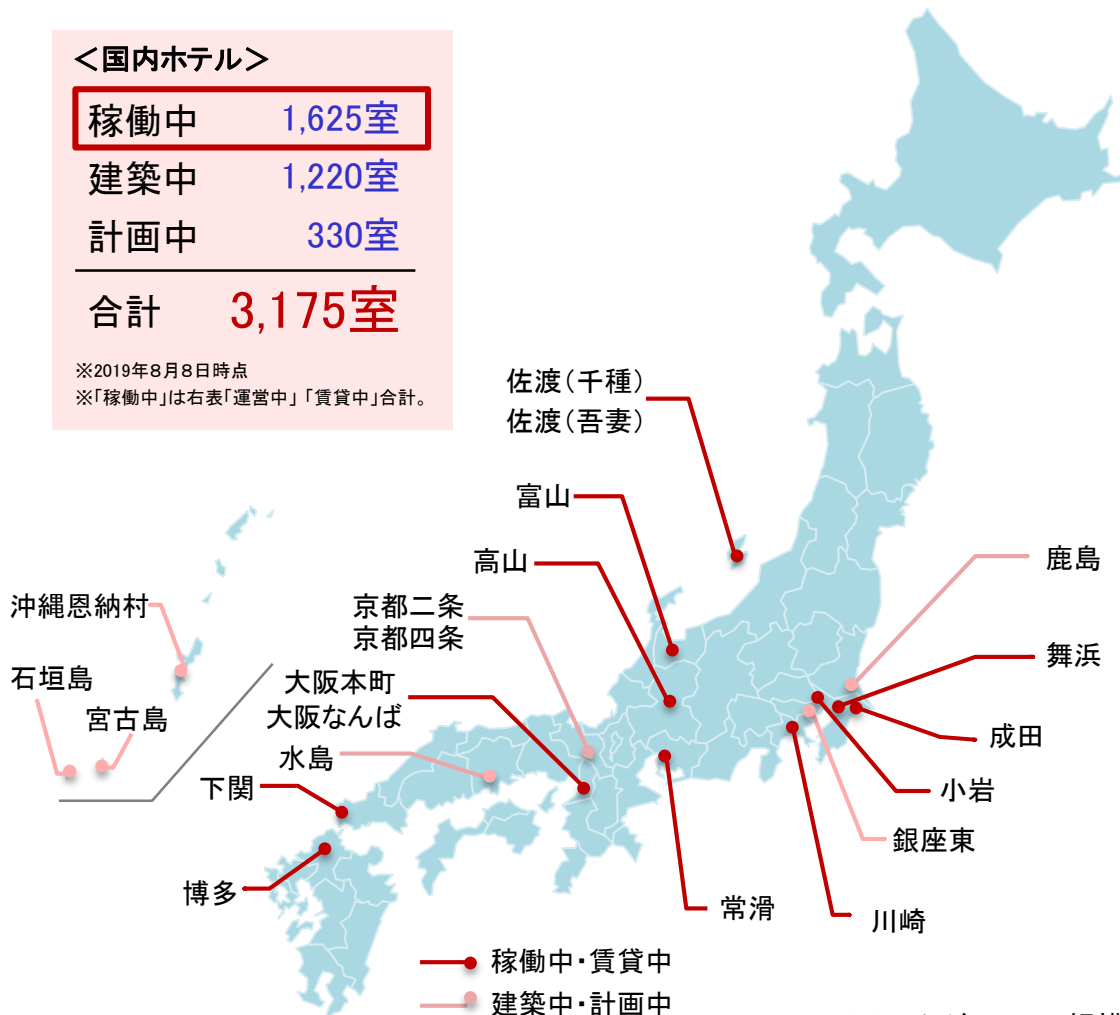 ＜国内ホテル＞
稼働中 1,625室
建築中 1,220室
計画中 330室
合計 3,175室
※2019年8月8日時点
※「稼働中」は右表「運営中」「賃貸中」合計。
佐渡(千種)
佐渡(吾妻)
富山
高山
鹿島
沖縄恩納村
京都二条
京都四条
舞浜
石垣島
宮古島
大阪本町
大阪なんば
成田
水島
下関
小岩
銀座東
博多
常滑
川崎
稼働中・賃貸中
建築中・計画中